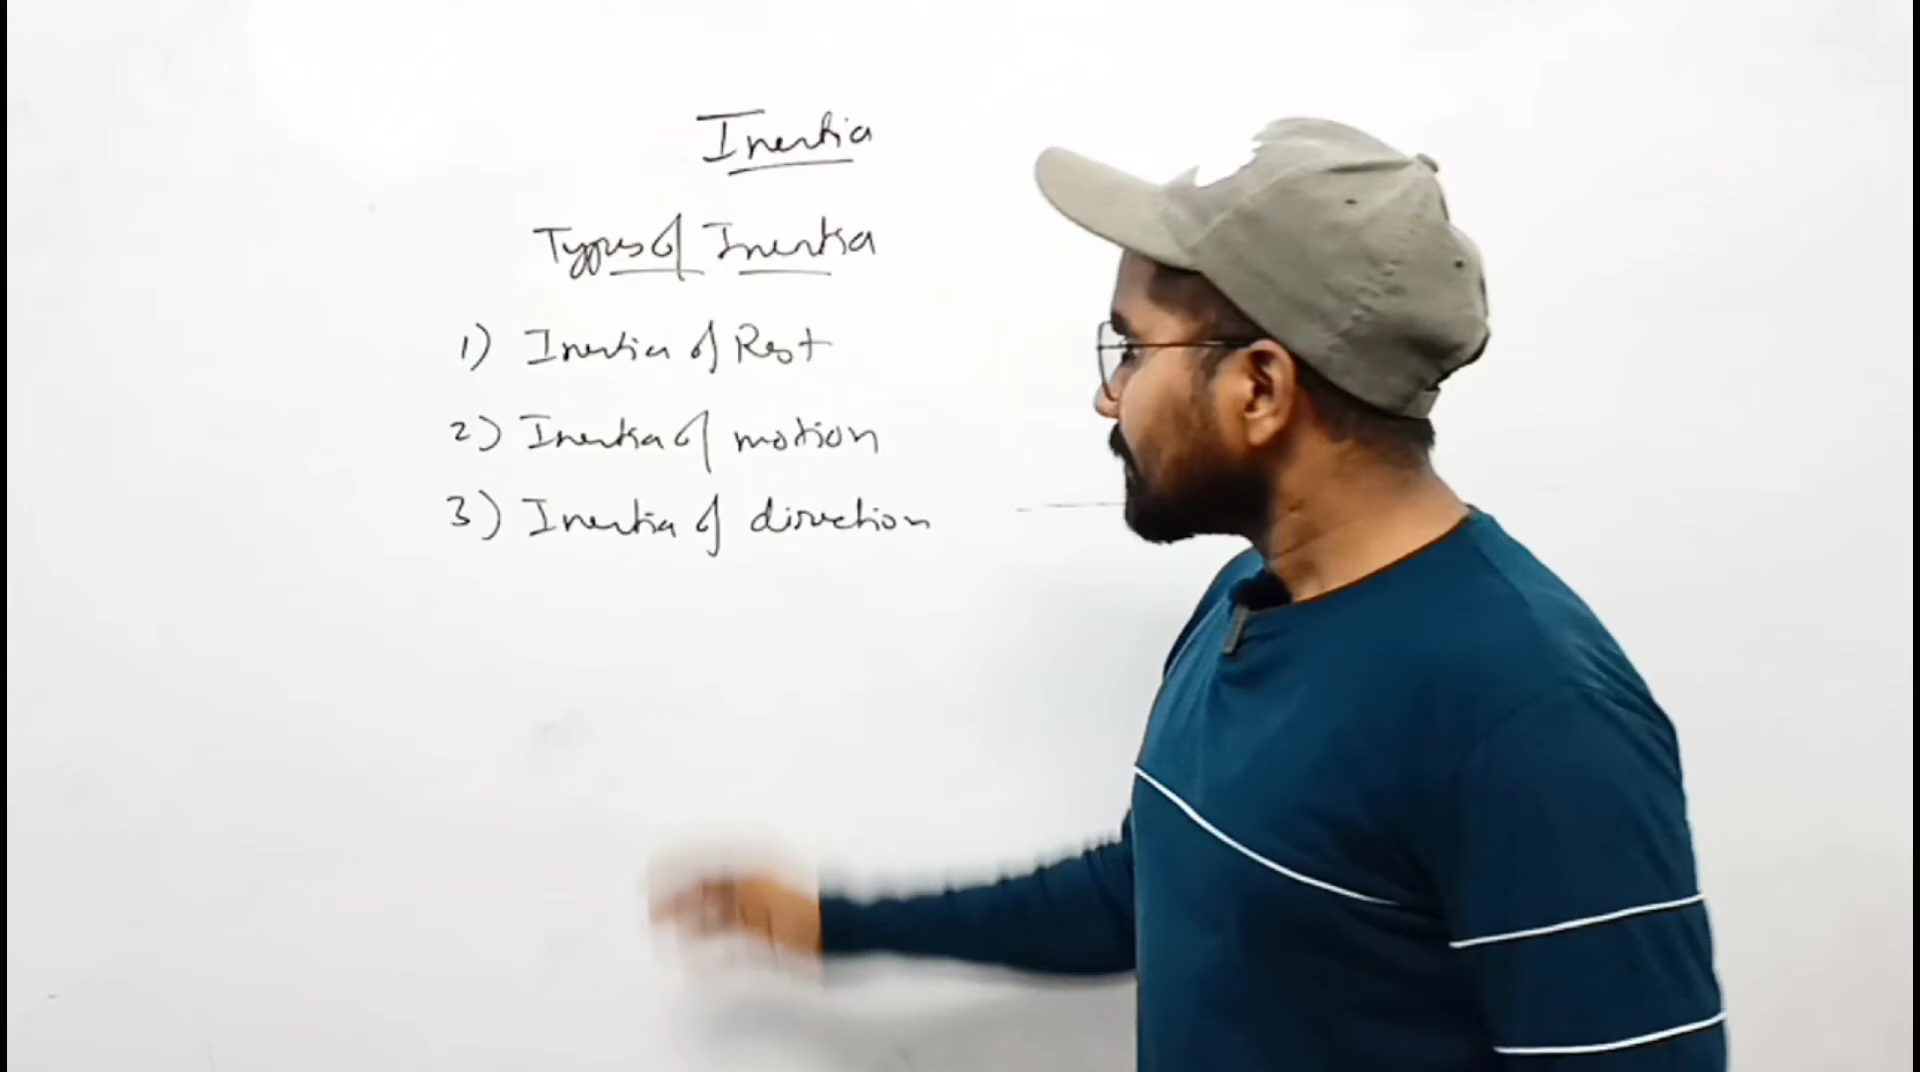 Inertia
Types of Inertia
1) Inertia of Rest
2) Inertia of motion
3) Inertia of direction